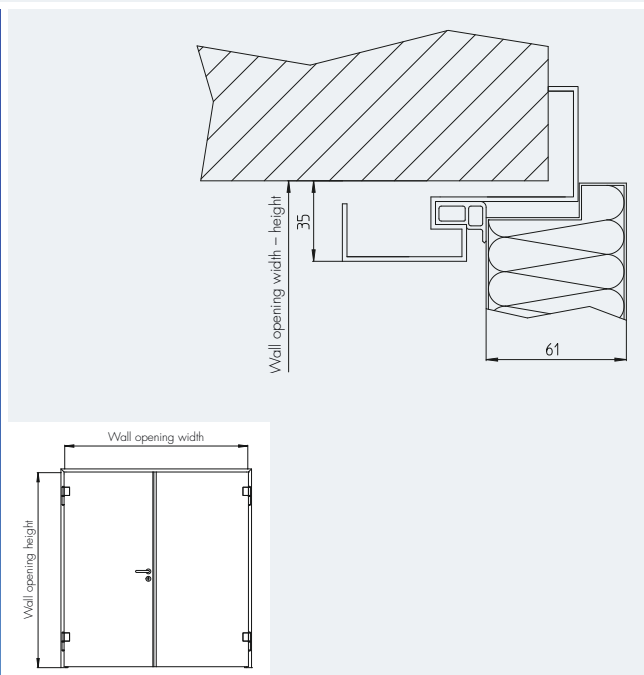 Wall opening width – height
35
61
Wall opening width
Wall opening height